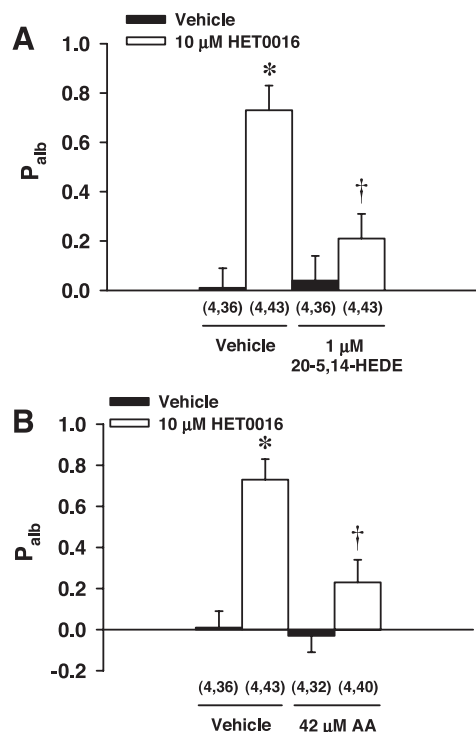 A
Vehicle
10 µM HET0016
1.0
0.8
0.6
0.4
0.2
0.0
P_alb
*
†
(4,36) (4,43) (4,36) (4,43)
Vehicle
1 µM
20-5,14-HEDE
B
Vehicle
10 µM HET0016
1.0
0.8
0.6
0.4
0.2
0.0
-0.2
P_alb
*
†
(4,36) (4,43) (4,32) (4,40)
Vehicle 42 µM AA